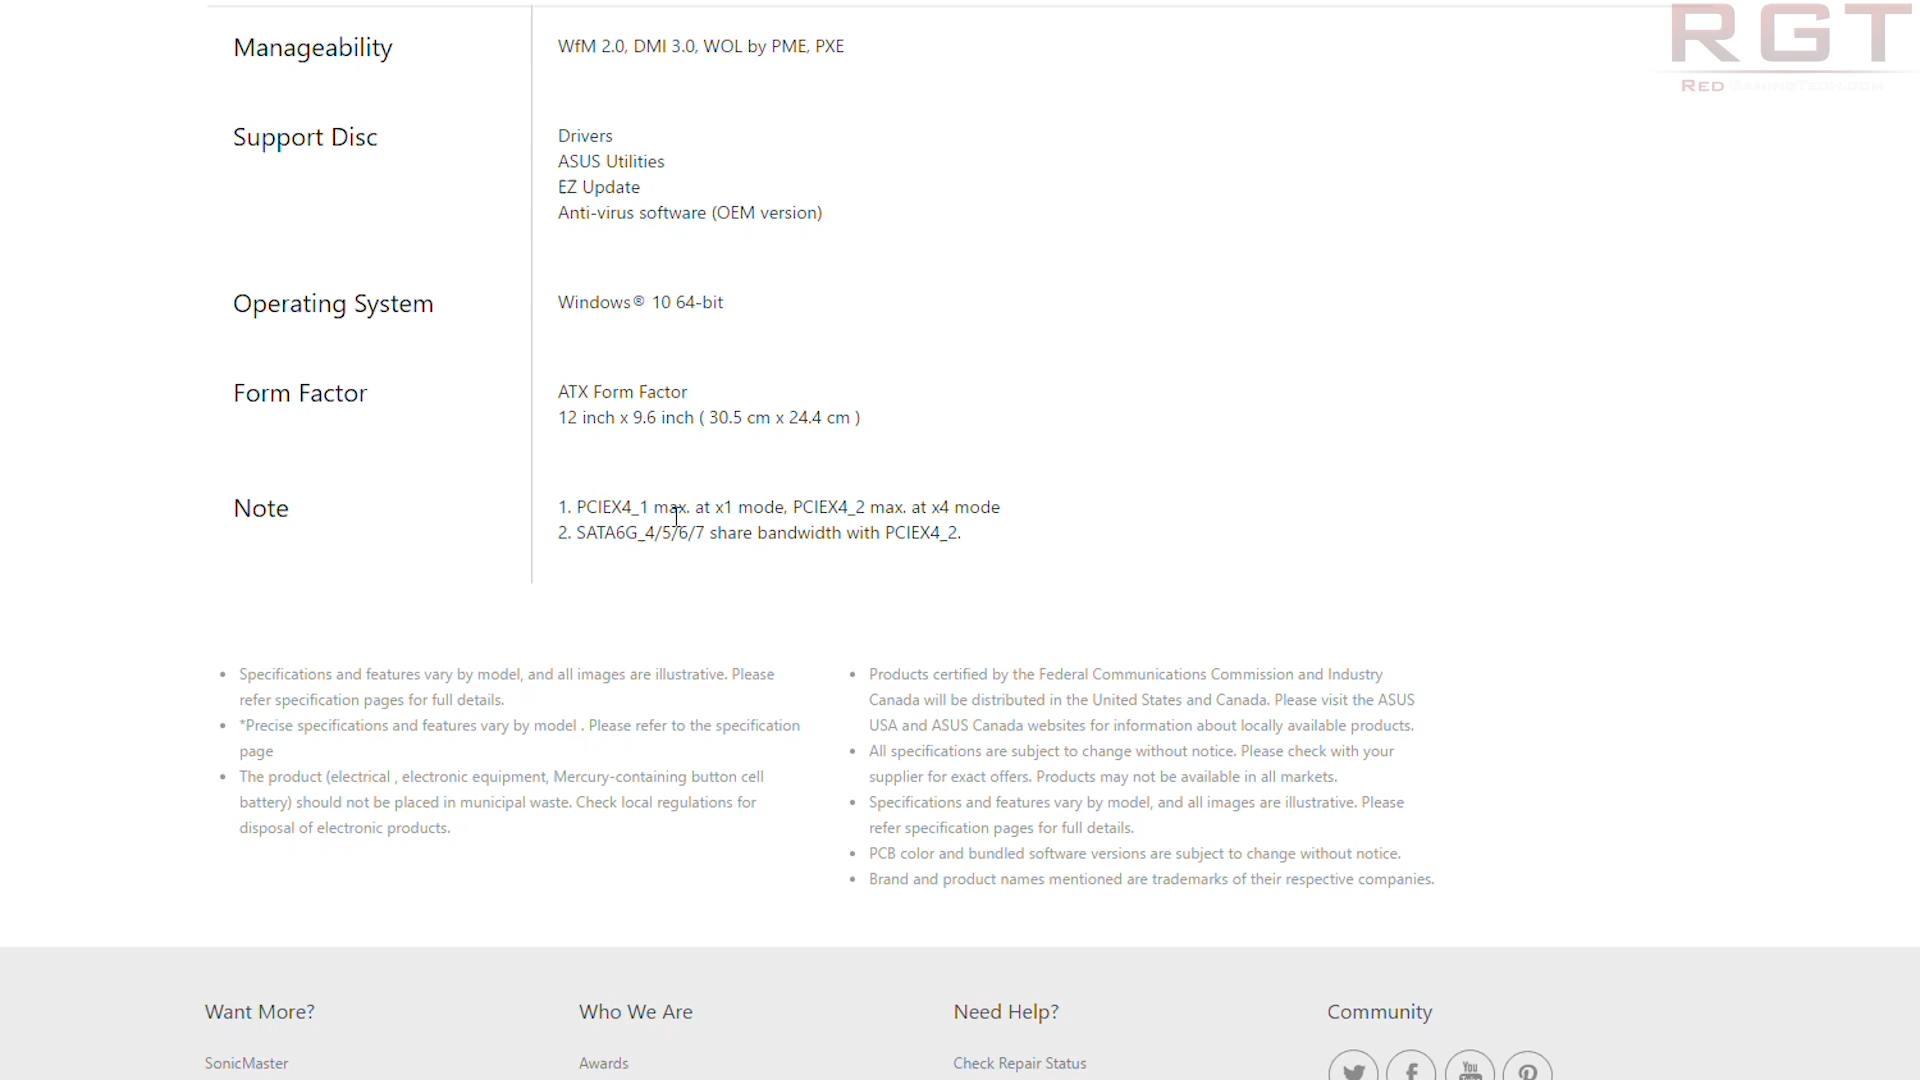 RGT
RED GAMINGTECH.COM
Manageability
WfM 2.0, DMI 3.0, WOL by PME, PXE
Support Disc
Drivers
ASUS Utilities
EZ Update
Anti-virus software (OEM version)
Operating System
Windows® 10 64-bit
Form Factor
ATX Form Factor
12 inch x 9.6 inch ( 30.5 cm x 24.4 cm )
Note
1. PCIEX4_1 max. at x1 mode, PCIEX4_2 max. at x4 mode
2. SATA6G_4/5/6/7 share bandwidth with PCIEX4_2.
Specifications and features vary by model, and all images are illustrative. Please
refer specification pages for full details.
*Precise specifications and features vary by model . Please refer to the specification
page
The product (electrical , electronic equipment, Mercury-containing button cell
battery) should not be placed in municipal waste. Check local regulations for
disposal of electronic products.
Products certified by the Federal Communications Commission and Industry
Canada will be distributed in the United States and Canada. Please visit the ASUS
USA and ASUS Canada websites for information about locally available products.
All specifications are subject to change without notice. Please check with your
supplier for exact offers. Products may not be available in all markets.
Specifications and features vary by model, and all images are illustrative. Please
refer specification pages for full details.
PCB color and bundled software versions are subject to change without notice.
Brand and product names mentioned are trademarks of their respective companies.
Want More?
SonicMaster
Who We Are
Awards
Need Help?
Check Repair Status
Community
You